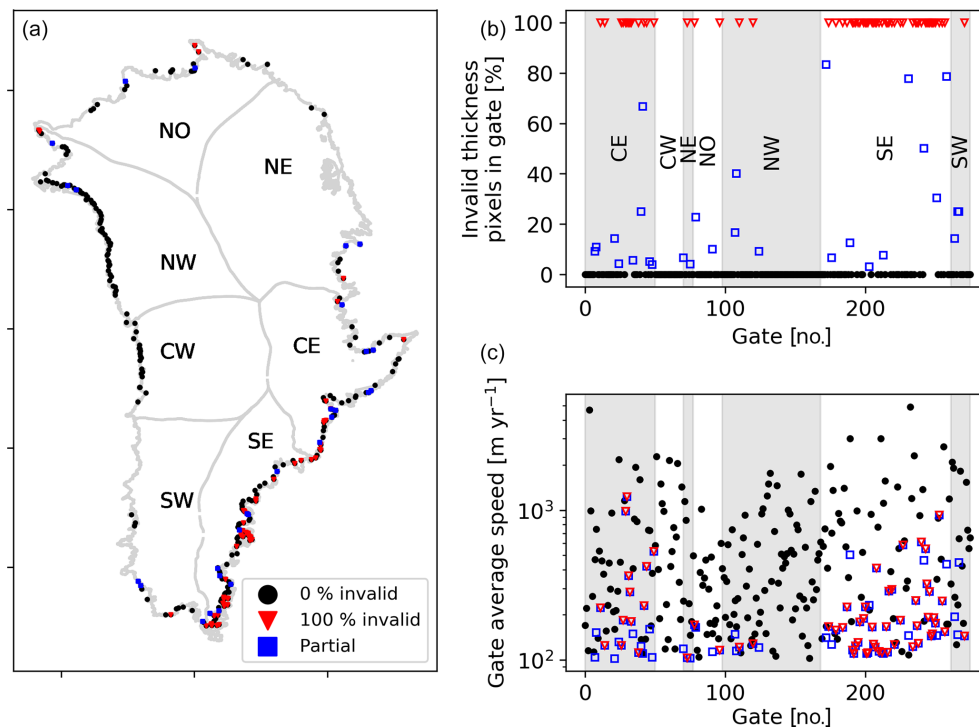 (a)
NO
NE
NW
CW
CE
SE
SW
0 % invalid
100 % invalid
Partial
(b)
Invalid thickness
pixels in gate [%]
100
80
60
40
20
0
CE
CW
NE
NO
NW
SE
SW
0
100
200
Gate [no.]
(c)
Gate average speed [m yr⁻¹]
10³
10²
0
100
200
Gate [no.]